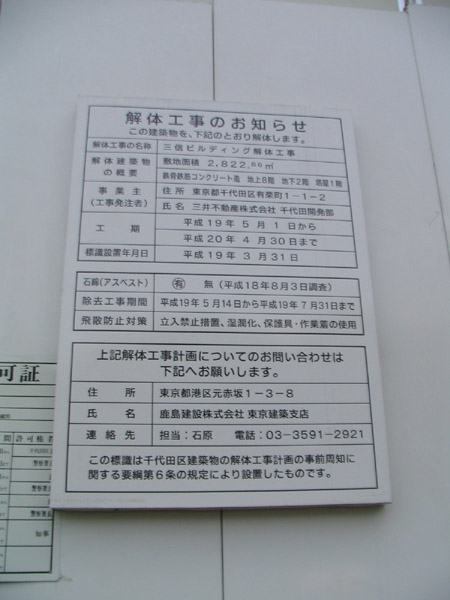 解体工事のお知らせ
この建築物を、下記のとおり解体します。
解体工事の名称 三信ビルディング解体工事
解体建築物の概要 敷地面積 2,822.86㎡
鉄骨鉄筋コンクリート造 地上8階 地下2階 塔屋1階
事業主(工事発注者) 住所 東京都千代田区有楽町1-1-2
氏名 三井不動産株式会社 千代田開発部
工期 平成19年5月1日から
平成20年4月30日まで
標識設置年月日 平成19年3月31日
石綿(アスベスト) 有 無(平成18年8月3日調査)
除去工事期間 平成19年5月14日から平成19年7月31日まで
飛散防止対策 立入禁止措置、湿潤化、保護具・作業着の使用
上記解体工事計画についてのお問い合わせは
下記へお願いします。
住所 東京都港区元赤坂1-3-8
氏名 鹿島建設株式会社 東京建築支店
連絡先 担当:石原 電話:03-3591-2921
この標識は千代田区建築物の解体工事計画の事前周知に
関する要綱第6条の規定により設置したものです。
可証